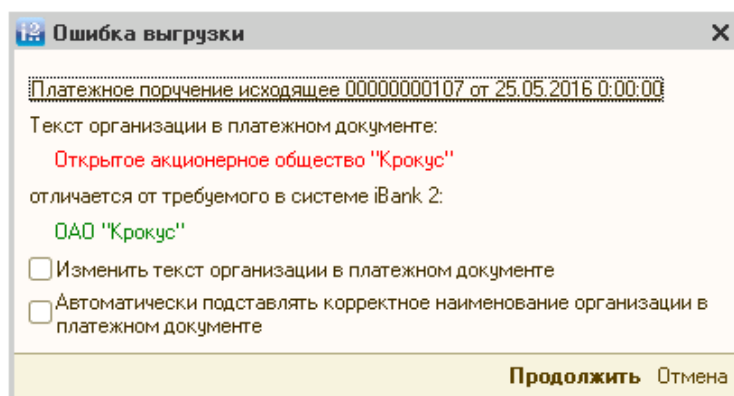 Ошибка выгрузки
Платежное поручение исходящее 00000000107 от 25.05.2016 0:00:00
Текст организации в платежном документе:
Открытое акционерное общество "Крокус"
отличается от требуемого в системе iBank 2:
ОАО "Крокус"
Изменить текст организации в платежном документе
Автоматически подставлять корректное наименование организации в
платежном документе
Продолжить Отмена